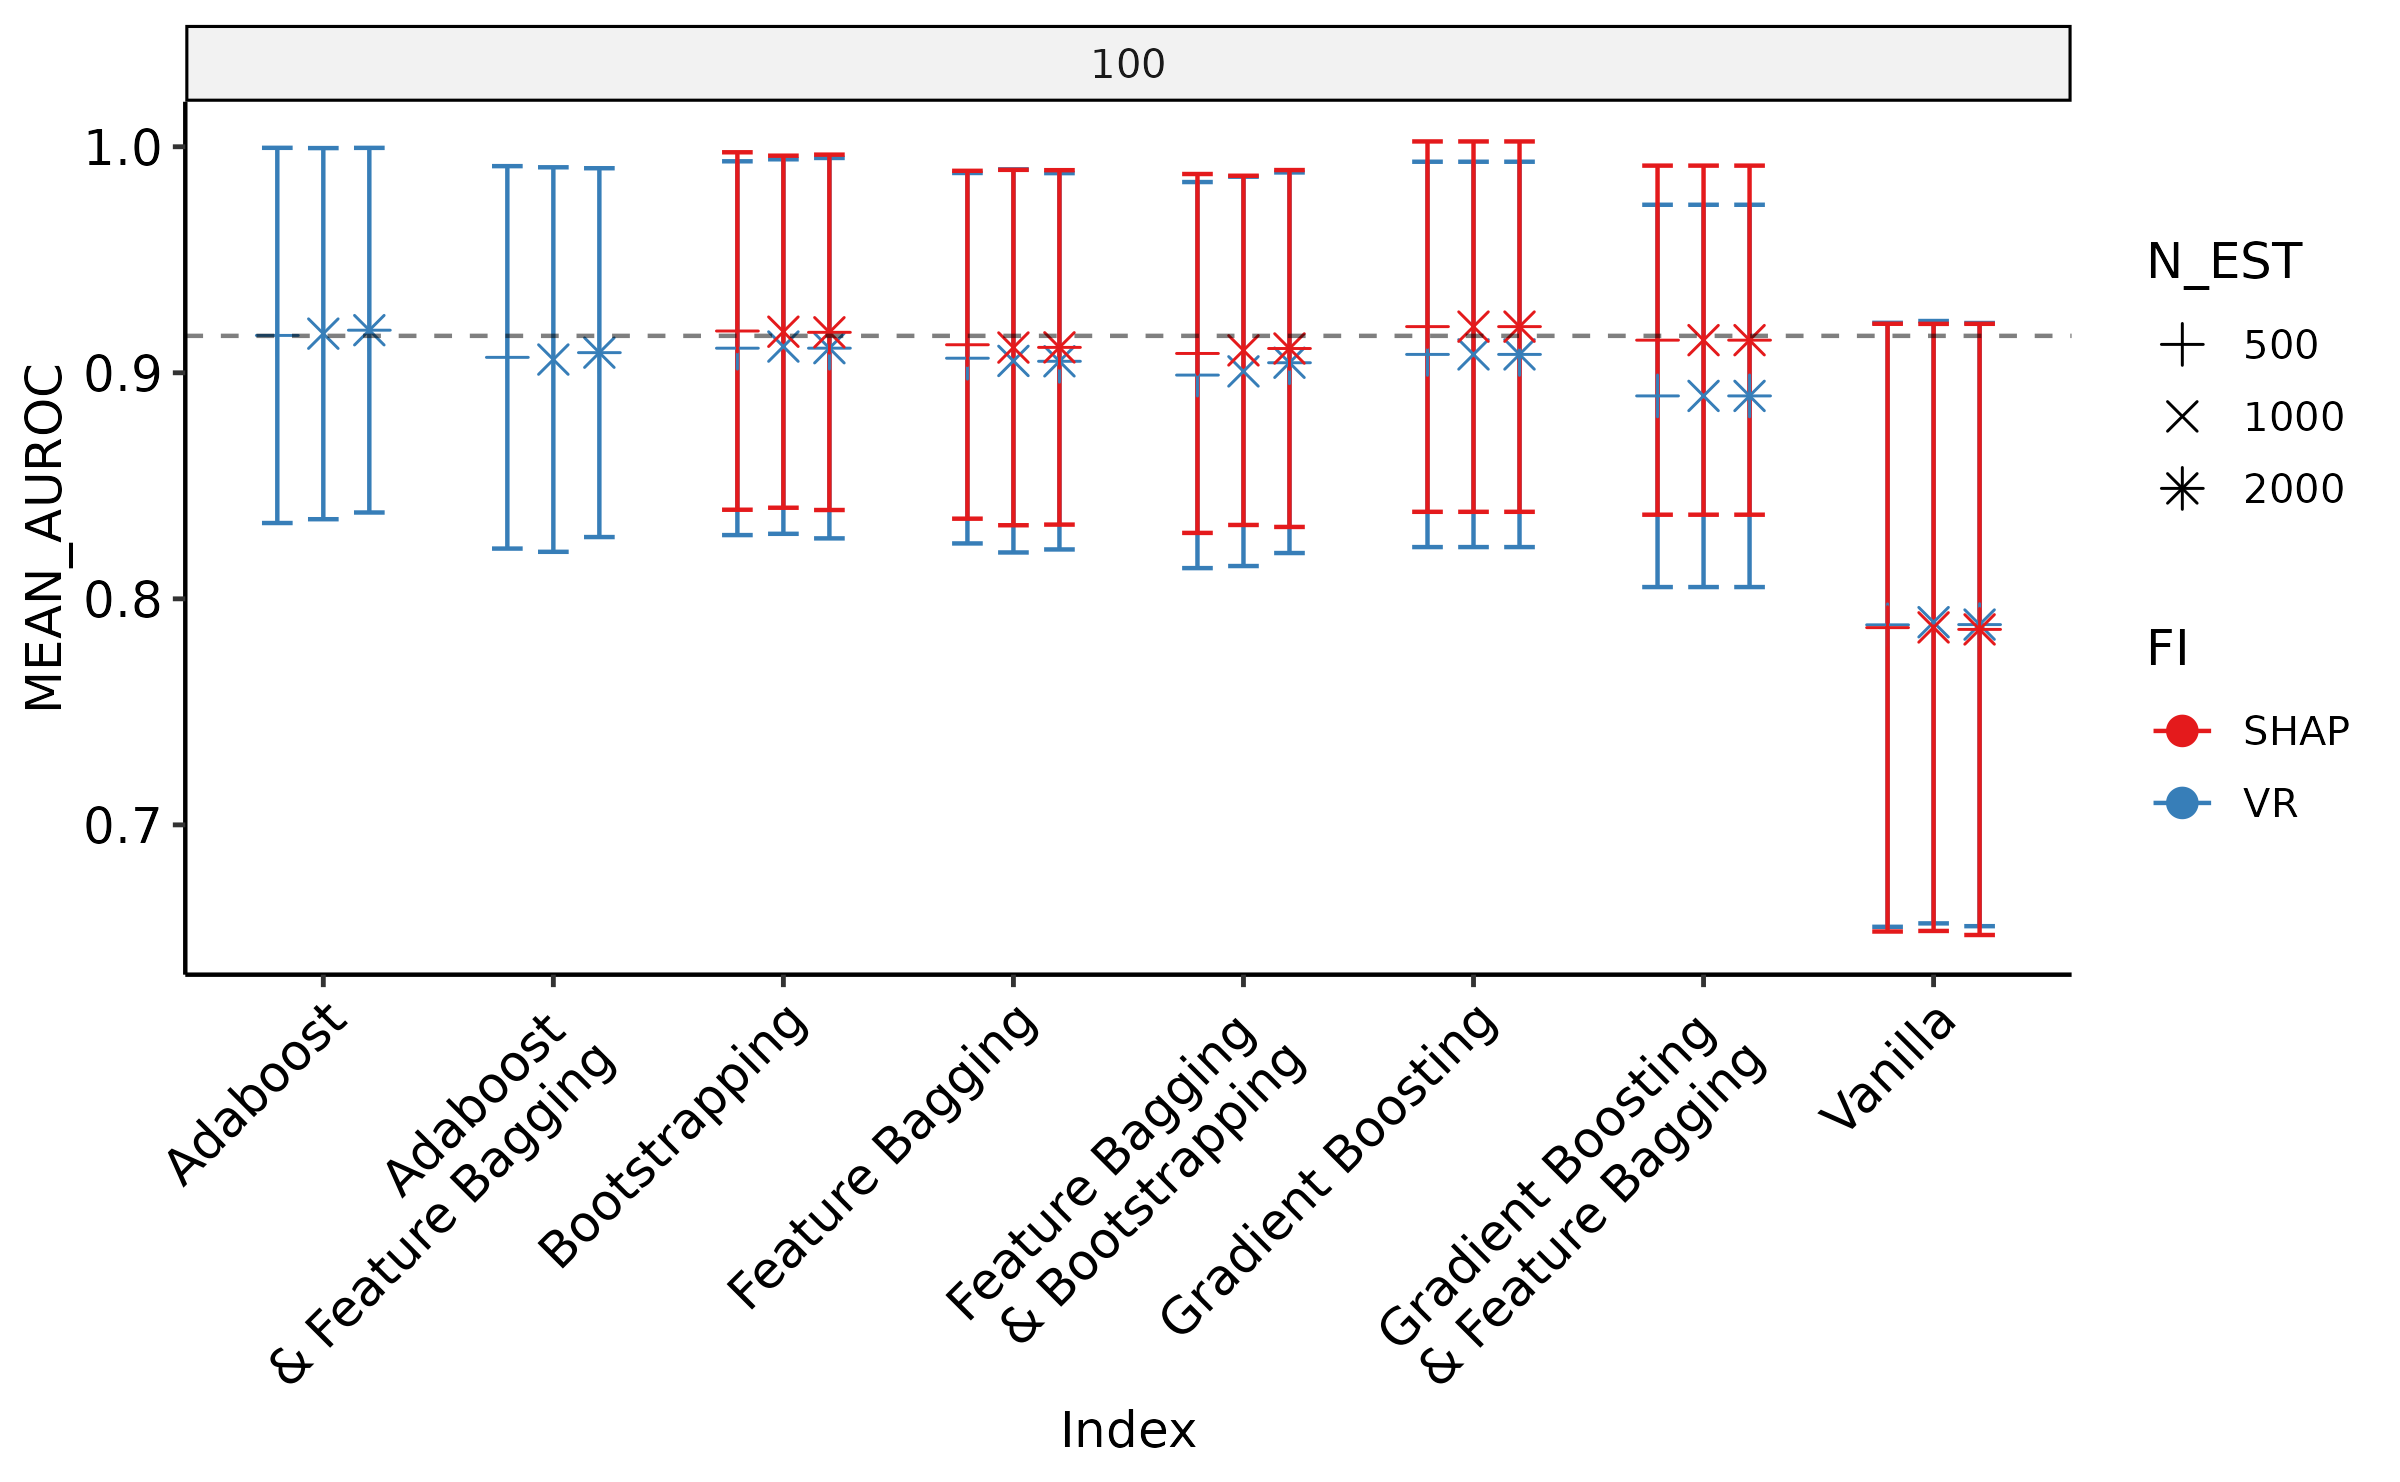 100
MEAN_AUROC
1.0
0.9
0.8
0.7
Adaboost
Adaboost
& Feature Bagging
Bootstrapping
Feature Bagging
Feature Bagging
& Bootstrapping
Gradient Boosting
Gradient Boosting
& Feature Bagging
Vanilla
Index
N_EST
500
1000
2000
FI
SHAP
VR